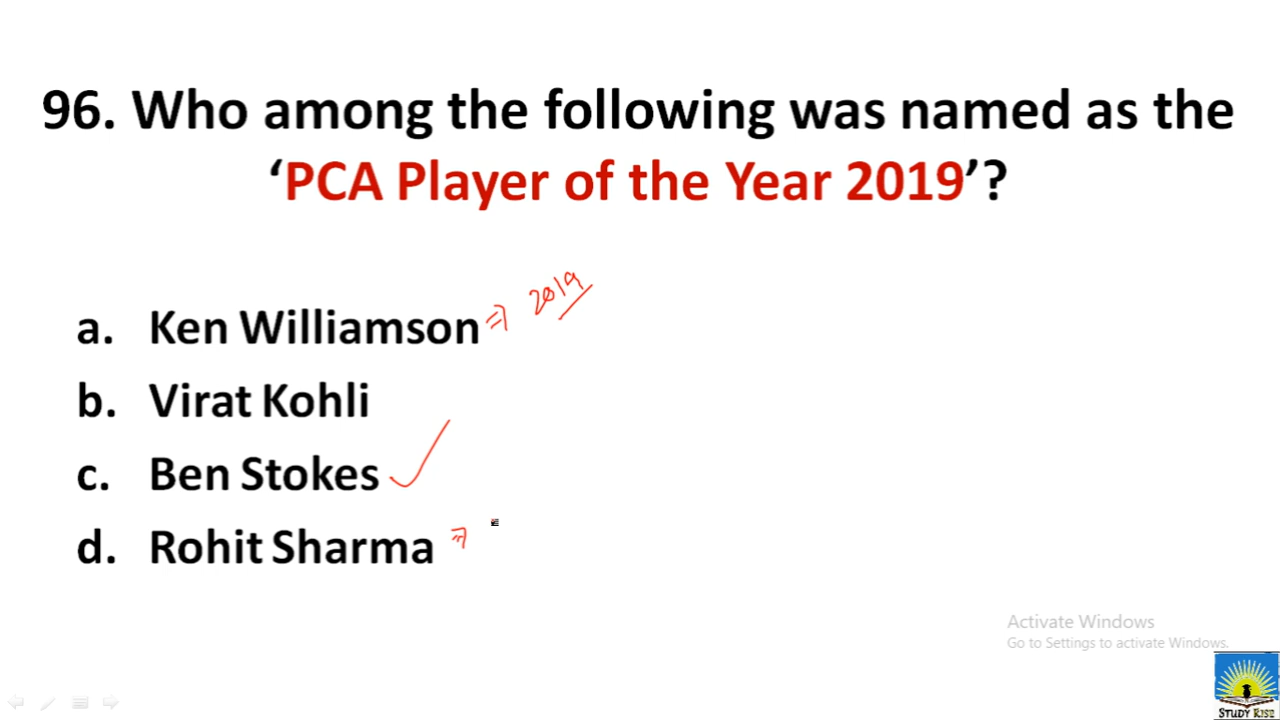 96. Who among the following was named as the
‘PCA Player of the Year 2019’?
a. Ken Williamson ⇒ 2019
b. Virat Kohli
c. Ben Stokes ✓
d. Rohit Sharma ⇒
Activate Windows
Go to Settings to activate Windows.
STUDY RISE